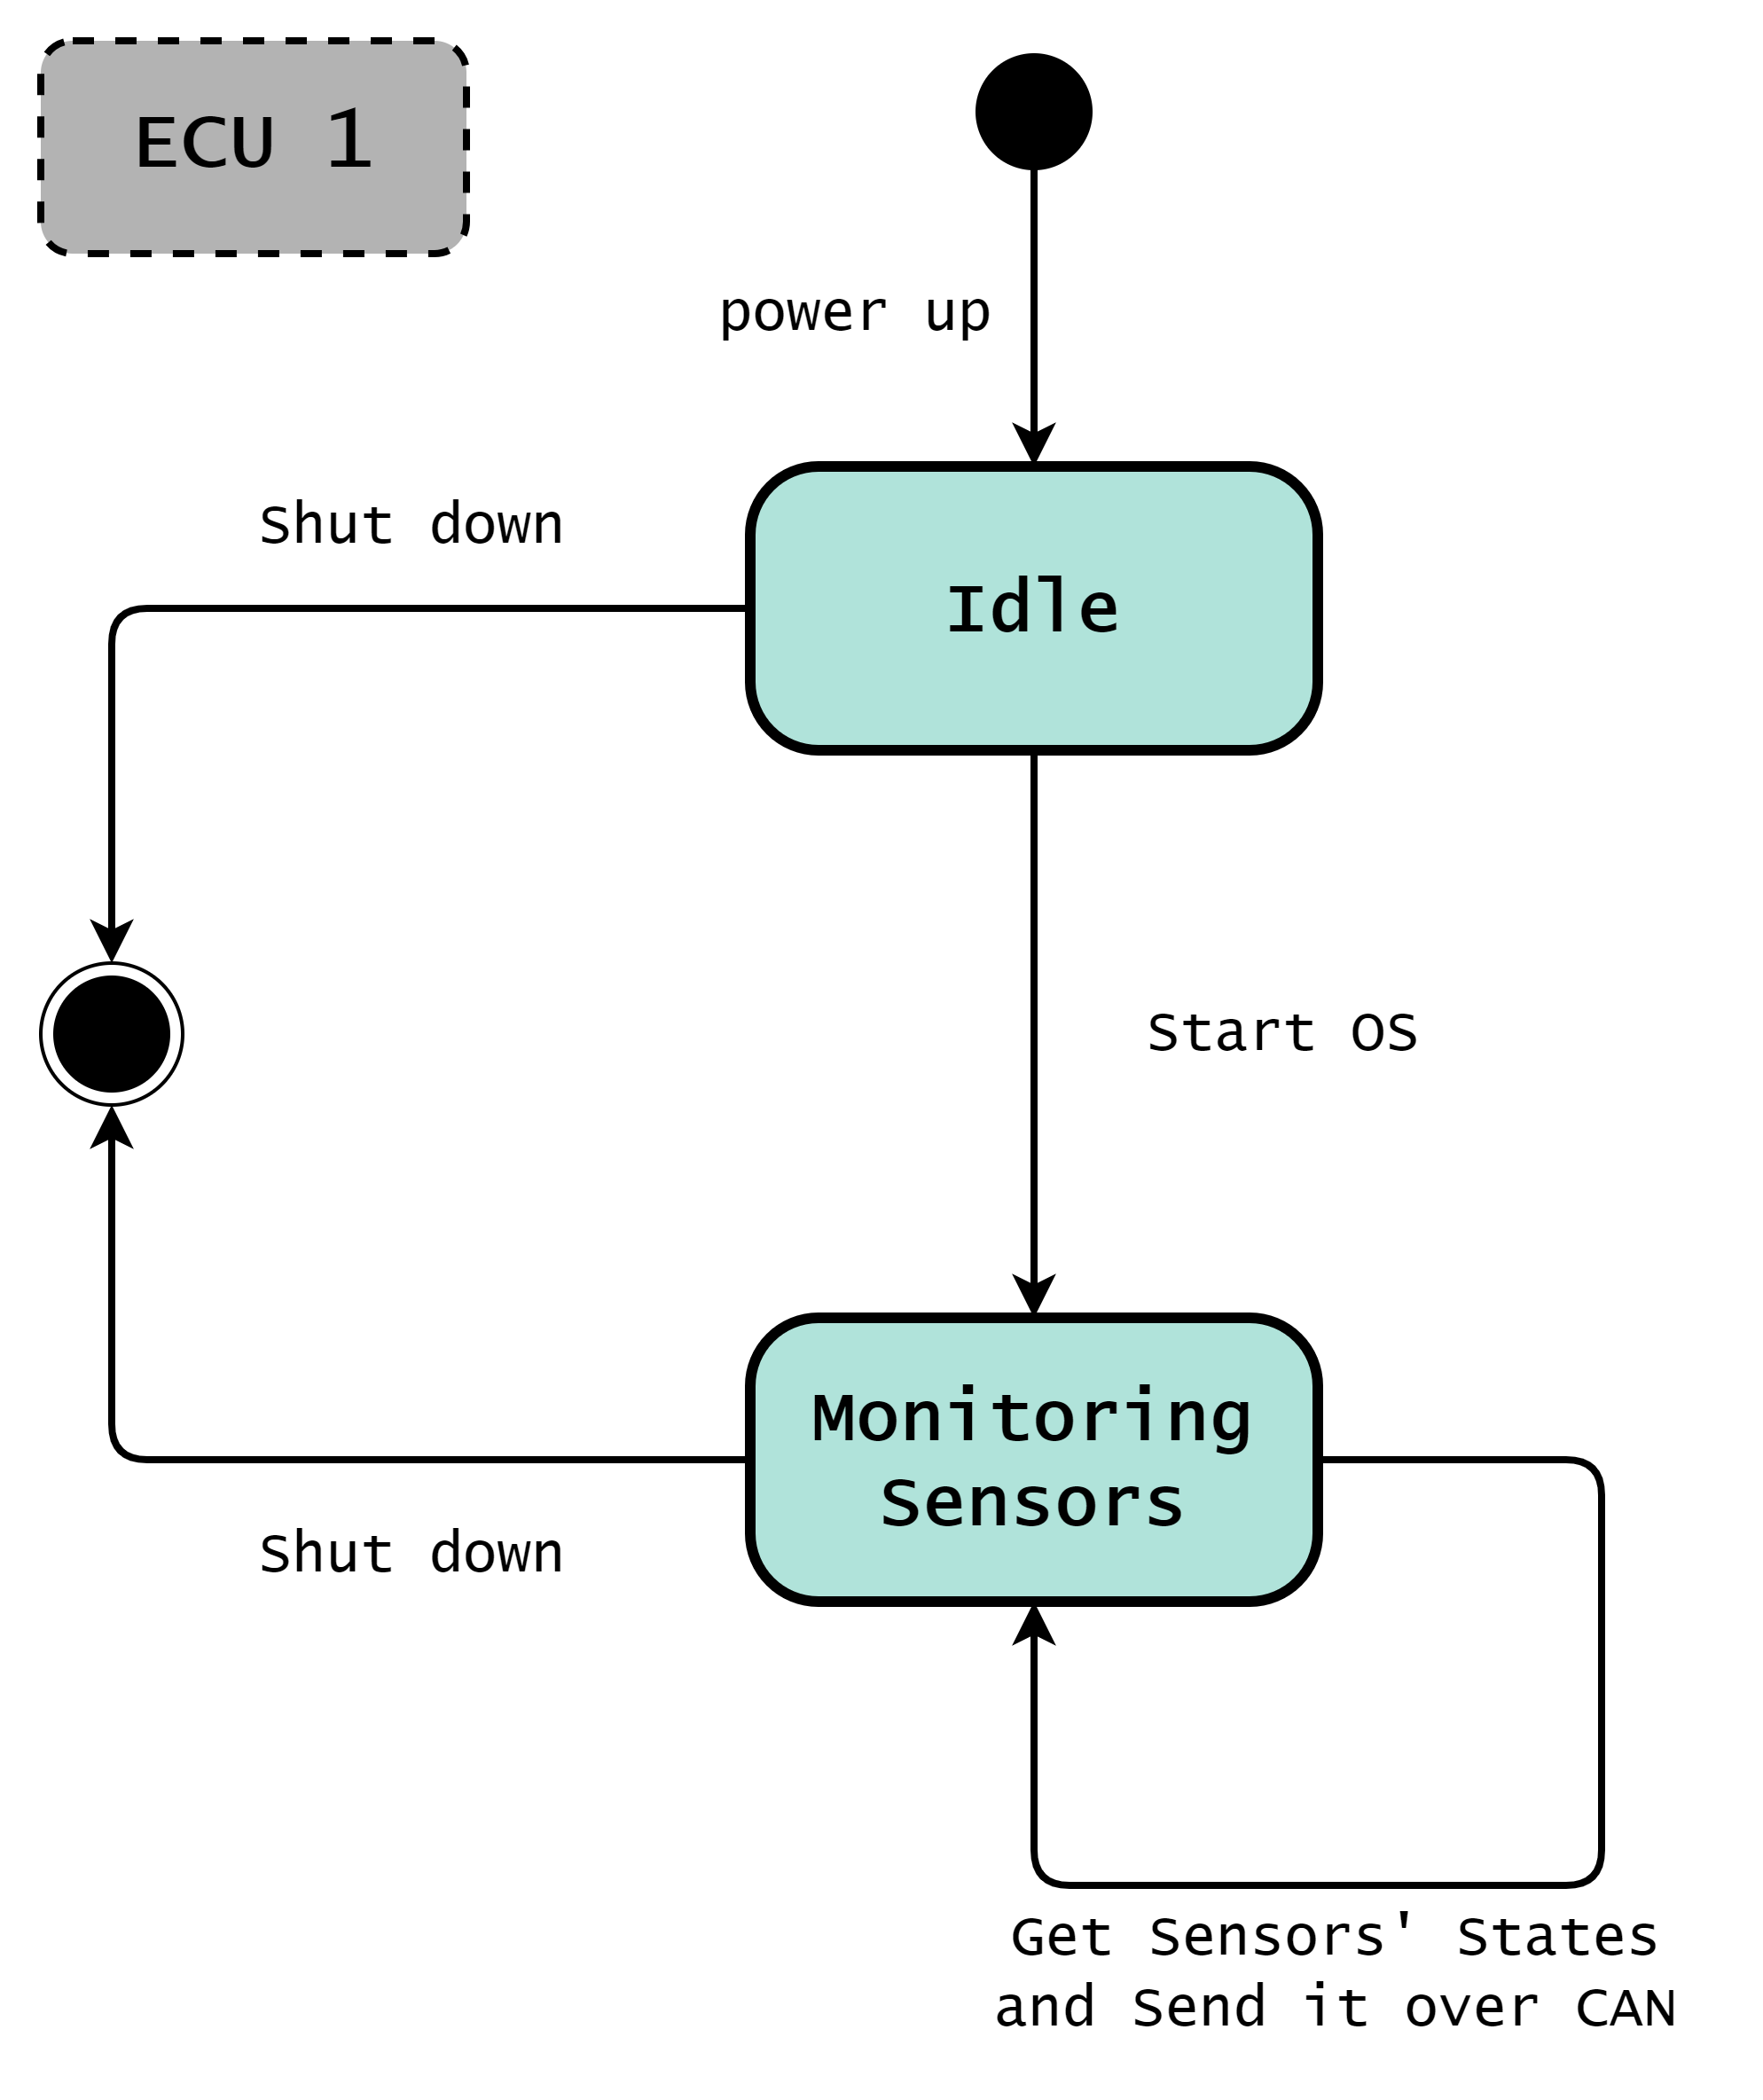 ECU 1
power up
Shut down
Idle
Start OS
Monitoring
Sensors
Shut down
Get Sensors' States
and Send it over CAN